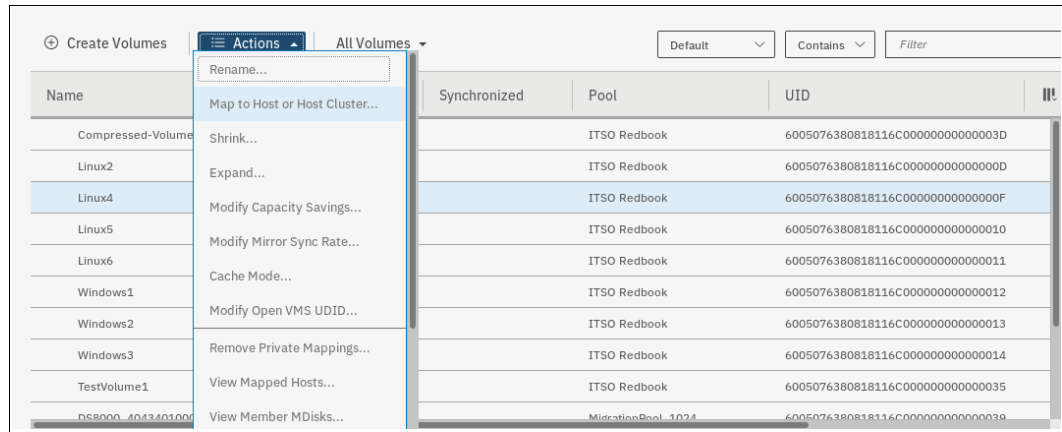 Create Volumes Actions All Volumes Default Contains Filter
Rename...
Name Synchronized Pool UID
Map to Host or Host Cluster...
Compressed-Volume ITSO Redbook 6005076380818116C00000000000003D
Shrink...
Linux2 ITSO Redbook 6005076380818116C00000000000000D
Expand...
Linux4 ITSO Redbook 6005076380818116C00000000000000F
Modify Capacity Savings...
Linux5 ITSO Redbook 6005076380818116C000000000000010
Modify Mirror Sync Rate...
Linux6 ITSO Redbook 6005076380818116C000000000000011
Cache Mode...
Windows1 ITSO Redbook 6005076380818116C000000000000012
Modify Open VMS UDID...
Windows2 ITSO Redbook 6005076380818116C000000000000013
Remove Private Mappings...
Windows3 ITSO Redbook 6005076380818116C000000000000014
View Mapped Hosts...
TestVolume1 ITSO Redbook 6005076380818116C000000000000035
View Member MDisks...
DS8000_4043401000 MigrationPool_1024 6005076380818116C000000000000039